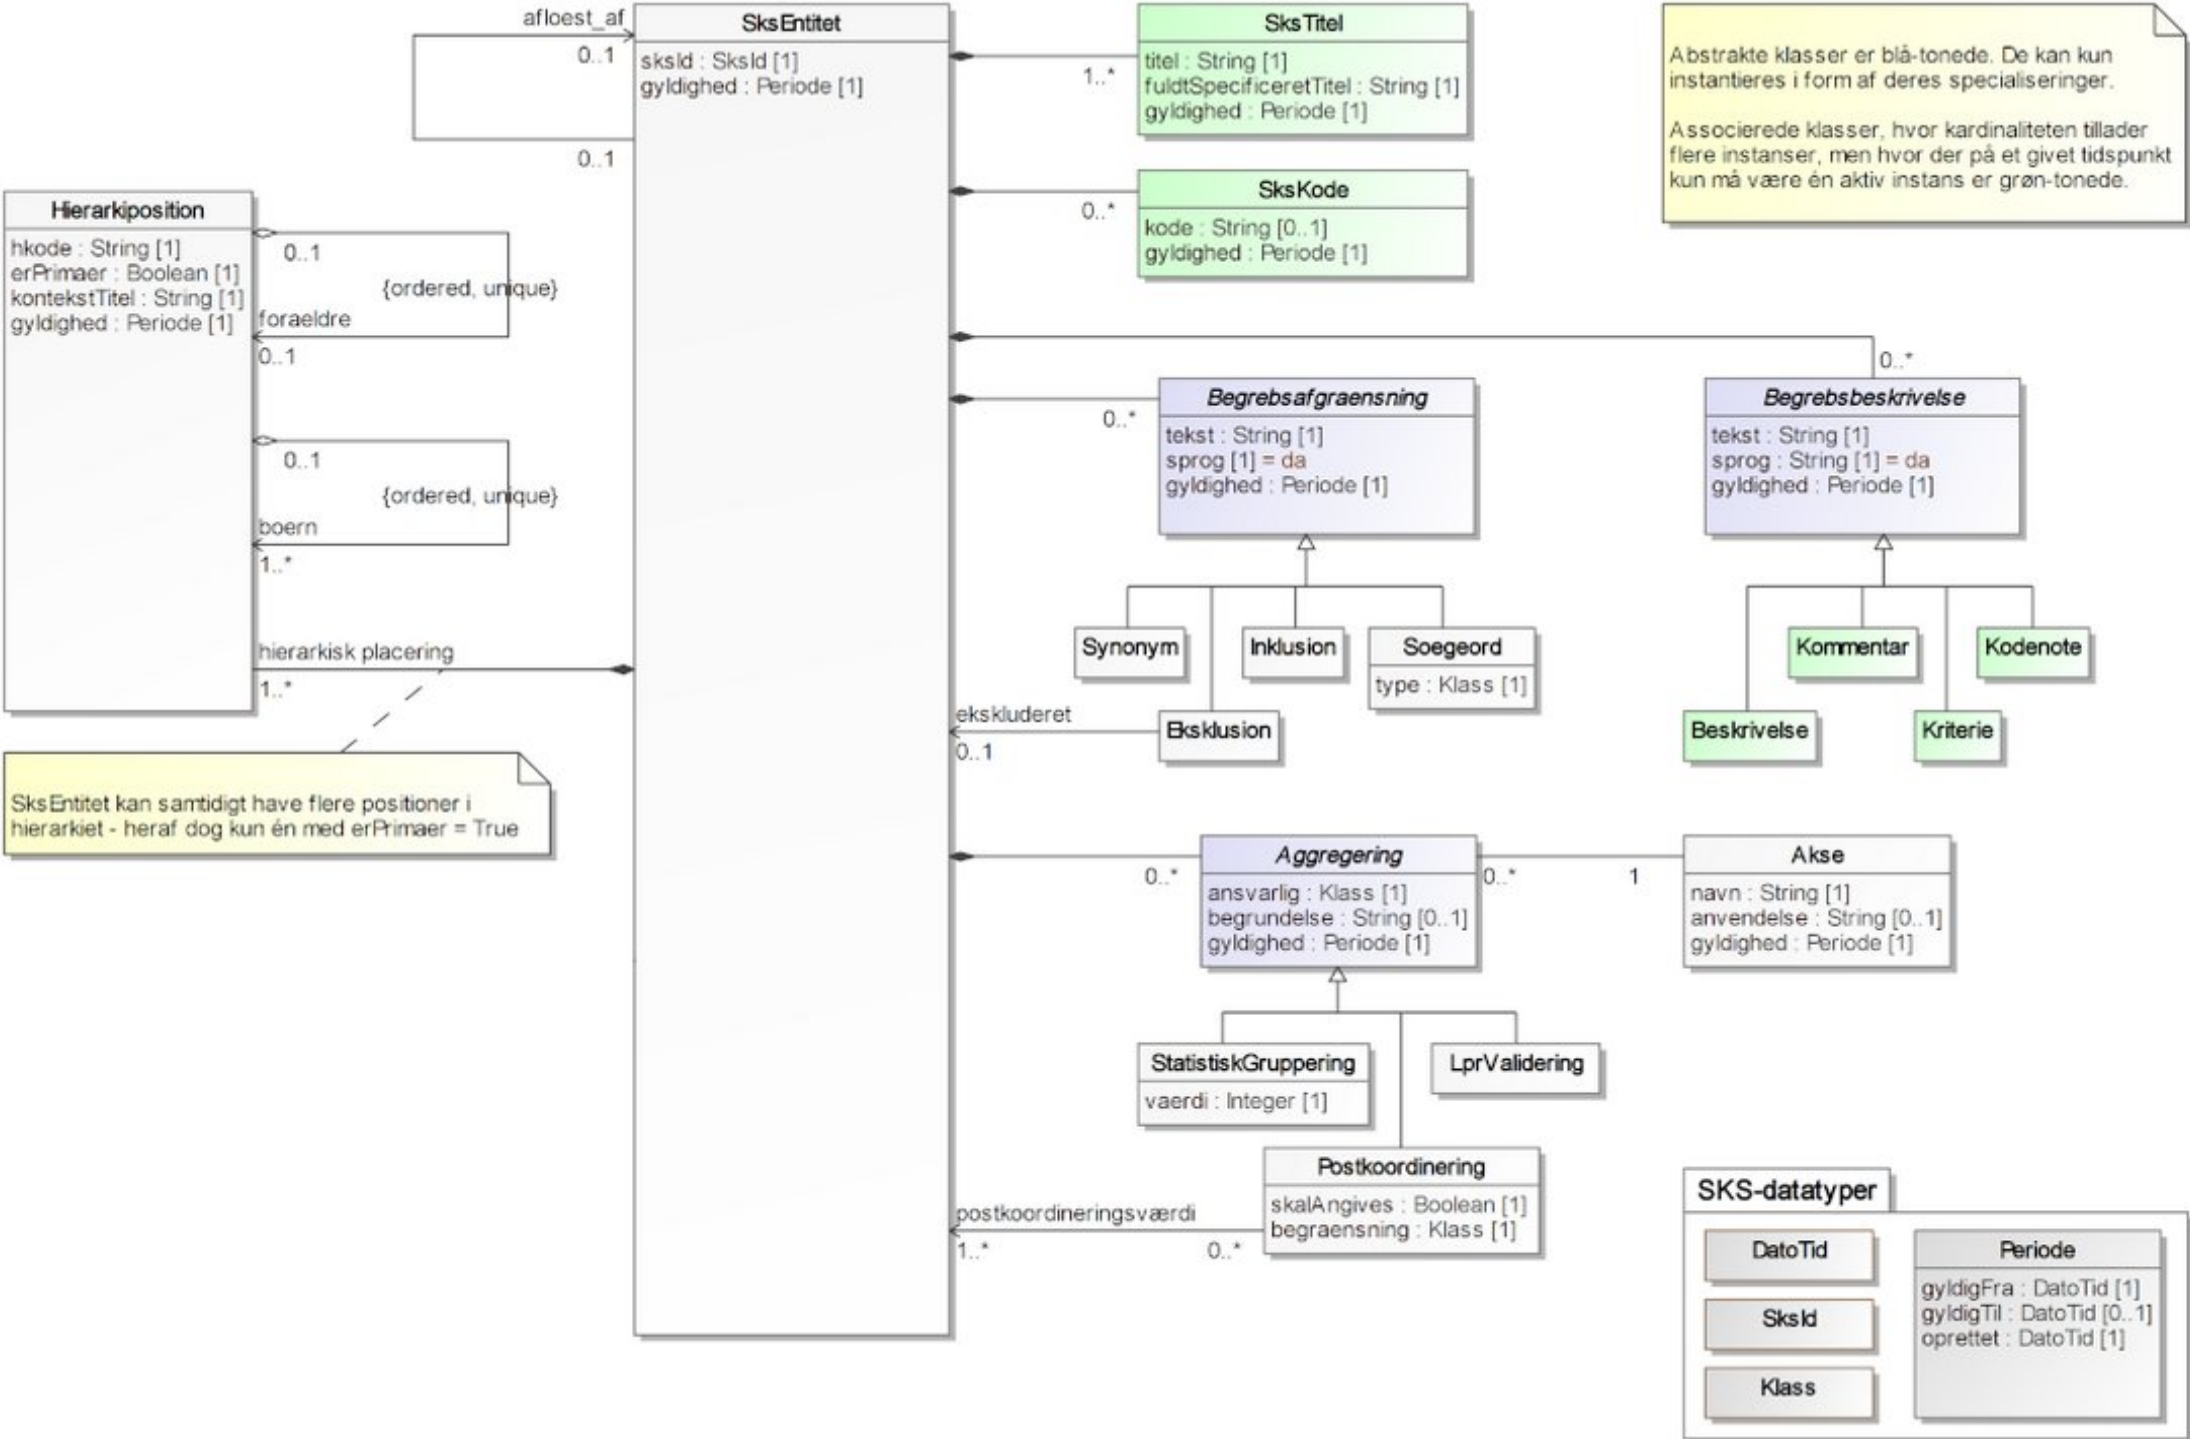 afloest_af
0..1
0..1
SksEntitet
sksId : SksId [1]
gyldighed : Periode [1]
SksTitel
titel : String [1]
fuldtSpecificeretTitel : String [1]
gyldighed : Periode [1]
1..*
Abstrakte klasser er blå-tonede. De kan kun
instantieres i form af deres specialiseringer.
Associerede klasser, hvor kardinaliteten tillader
flere instanser, men hvor der på et givet tidspunkt
kun må være én aktiv instans er grøn-tonede.
SksKode
kode : String [0..1]
gyldighed : Periode [1]
0..*
Hierarkiposition
hkode : String [1]
erPrimaer : Boolean [1]
kontekstTitel : String [1]
gyldighed : Periode [1]
0..1
{ordered, unique}
foraeldre
0..1
0..1
{ordered, unique}
boern
1..*
hierarkisk placering
1..*
SksEntitet kan samtidigt have flere positioner i
hierarkiet - heraf dog kun én med erPrimaer = True
0..*
Begrebsafgraensning
tekst : String [1]
sprog [1] = da
gyldighed : Periode [1]
0..*
Begrebsbeskrivelse
tekst : String [1]
sprog : String [1] = da
gyldighed : Periode [1]
Synonym
Inklusion
Soegeord
type : Klass [1]
Eksklusion
ekskluderet
0..1
Kommentar
Kodenote
Beskrivelse
Kriterie
0..*
Aggregering
ansvarlig : Klass [1]
begrundelse : String [0..1]
gyldighed : Periode [1]
0..*
1
Akse
navn : String [1]
anvendelse : String [0..1]
gyldighed : Periode [1]
StatistiskGruppering
vaerdi : Integer [1]
LprValidering
Postkoordinering
skalAngives : Boolean [1]
begraensning : Klass [1]
postkoordineringsværdi
1..*
0..*
SKS-datatyper
DatoTid
SksId
Klass
Periode
gyldigFra : DatoTid [1]
gyldigTil : DatoTid [0..1]
oprettet : DatoTid [1]